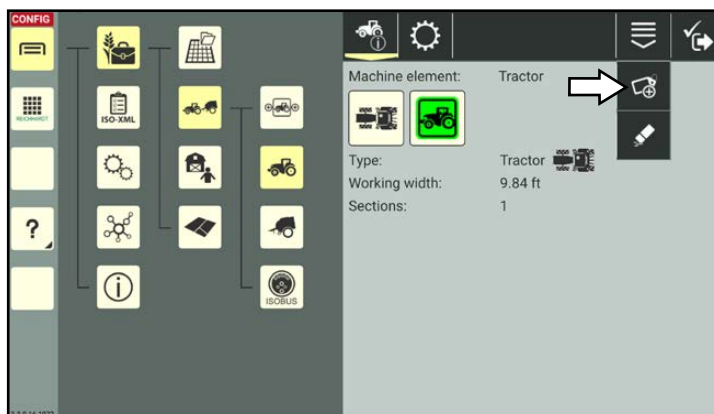 CONFIG
ISO-XML
REICHHARDT
?
ISOBUS
Machine element: Tractor
Type: Tractor
Working width: 9.84 ft
Sections: 1